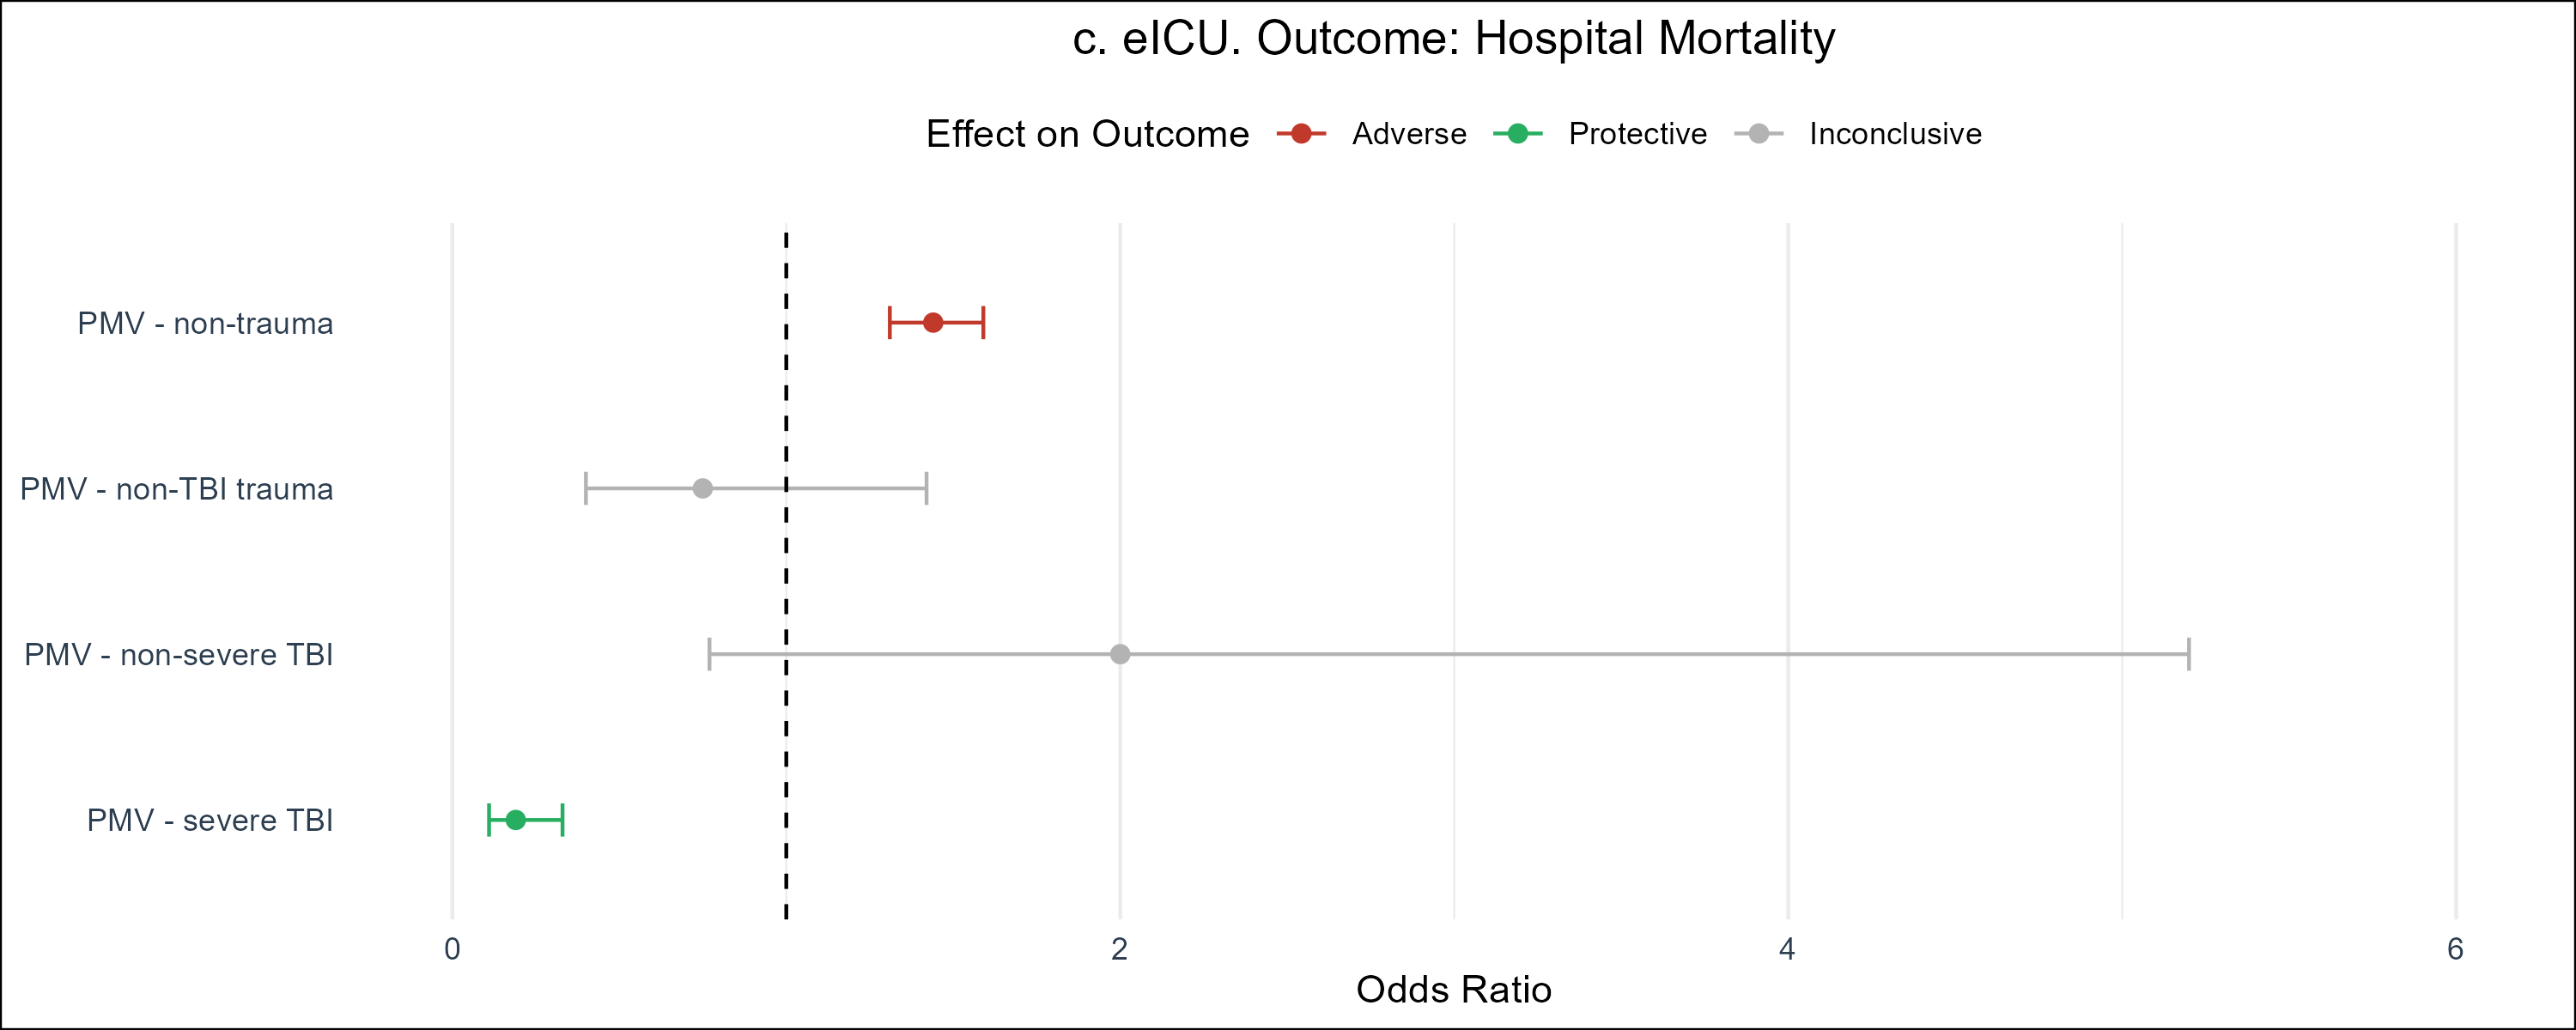 c. eICU. Outcome: Hospital Mortality
Effect on Outcome Adverse Protective Inconclusive
PMV - non-trauma
PMV - non-TBI trauma
PMV - non-severe TBI
PMV - severe TBI
0 2 4 6
Odds Ratio